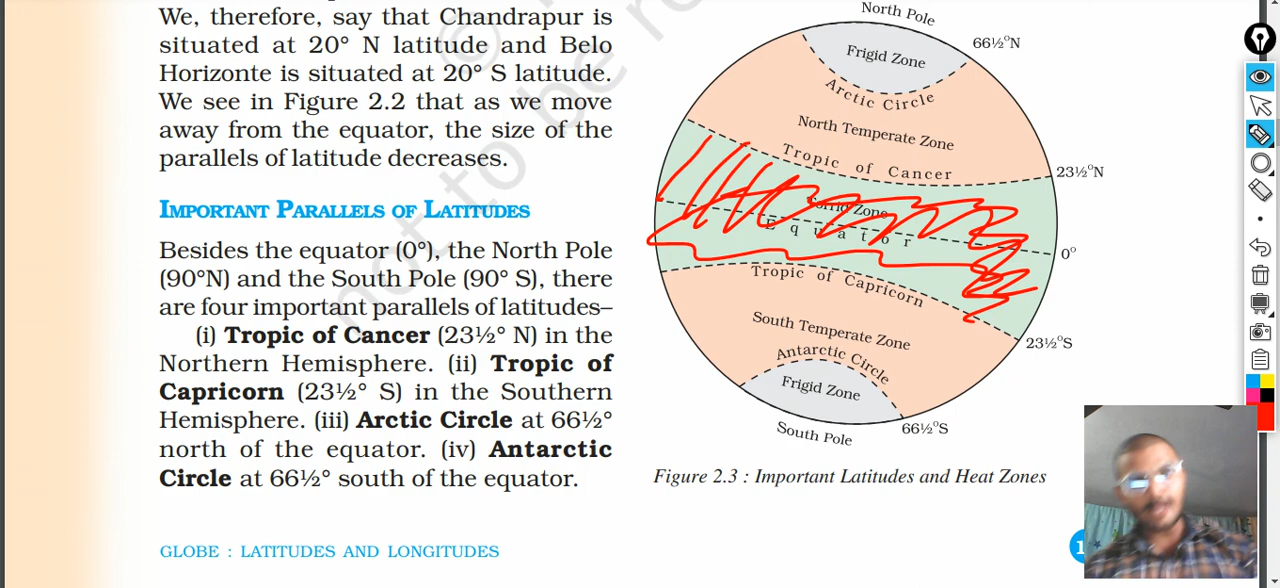 We, therefore, say that Chandrapur is
situated at 20° N latitude and Belo
Horizonte is situated at 20° S latitude.
We see in Figure 2.2 that as we move
away from the equator, the size of the
parallels of latitude decreases.
IMPORTANT PARALLELS OF LATITUDES
Besides the equator (0°), the North Pole
(90°N) and the South Pole (90° S), there
are four important parallels of latitudes–
(i) Tropic of Cancer (23½° N) in the
Northern Hemisphere. (ii) Tropic of
Capricorn (23½° S) in the Southern
Hemisphere. (iii) Arctic Circle at 66½°
north of the equator. (iv) Antarctic
Circle at 66½° south of the equator.
GLOBE : LATITUDES AND LONGITUDES
North Pole
66½°N
Frigid Zone
Arctic Circle
North Temperate Zone
Tropic of Cancer
23½°N
Torrid Zone
Equator
0°
Tropic of Capricorn
South Temperate Zone
23½°S
Antarctic Circle
Frigid Zone
66½°S
South Pole
Figure 2.3 : Important Latitudes and Heat Zones
© 
not to be re